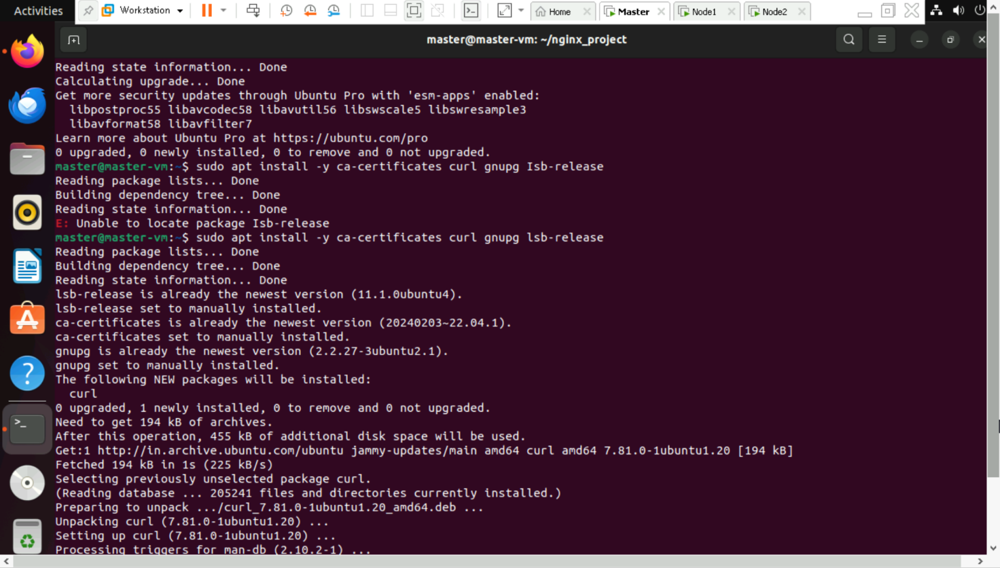 Activities
Workstation
Home
Master
Node1
Node2
master@master-vm: ~/nginx_project
Reading state information... Done
Calculating upgrade... Done
Get more security updates through Ubuntu Pro with 'esm-apps' enabled:
  libpostproc55 libavcodec58 libavutil56 libswscale5 libswresample3
  libavformat58 libavfilter7
Learn more about Ubuntu Pro at https://ubuntu.com/pro
0 upgraded, 0 newly installed, 0 to remove and 0 not upgraded.
master@master-vm:~$ sudo apt install -y ca-certificates curl gnupg Isb-release
Reading package lists... Done
Building dependency tree... Done
Reading state information... Done
E: Unable to locate package Isb-release
master@master-vm:~$ sudo apt install -y ca-certificates curl gnupg lsb-release
Reading package lists... Done
Building dependency tree... Done
Reading state information... Done
lsb-release is already the newest version (11.1.0ubuntu4).
lsb-release set to manually installed.
ca-certificates is already the newest version (20240203~22.04.1).
ca-certificates set to manually installed.
gnupg is already the newest version (2.2.27-3ubuntu2.1).
gnupg set to manually installed.
The following NEW packages will be installed:
  curl
0 upgraded, 1 newly installed, 0 to remove and 0 not upgraded.
Need to get 194 kB of archives.
After this operation, 455 kB of additional disk space will be used.
Get:1 http://in.archive.ubuntu.com/ubuntu jammy-updates/main amd64 curl amd64 7.81.0-1ubuntu1.20 [194 kB]
Fetched 194 kB in 1s (225 kB/s)
Selecting previously unselected package curl.
(Reading database ... 205241 files and directories currently installed.)
Preparing to unpack .../curl_7.81.0-1ubuntu1.20_amd64.deb ...
Unpacking curl (7.81.0-1ubuntu1.20) ...
Setting up curl (7.81.0-1ubuntu1.20) ...
Processing triggers for man-db (2.10.2-1) ...